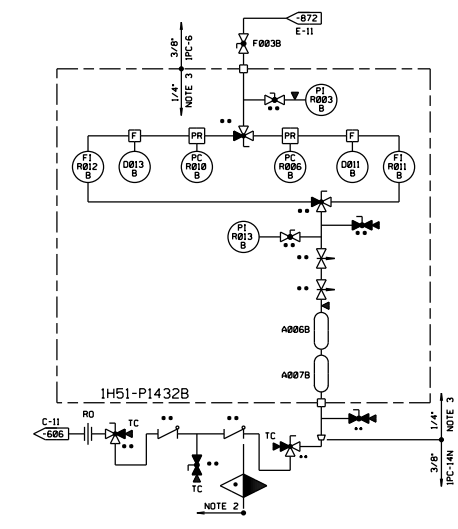 -872
E-11
3/8"
1PC-6
F003B
1/4"
NOTE 3
PI
R003
B
F
PR
PR
F
FI
R012
B
D013
B
PC
R010
B
PC
R006
B
D011
B
FI
R011
B
PI
R013
B
A006B
A007B
1H51-P1432B
1/4"
NOTE 3
C-11
-606
RO
TC
TC
TC
3/8"
1PC-14N
NOTE 2